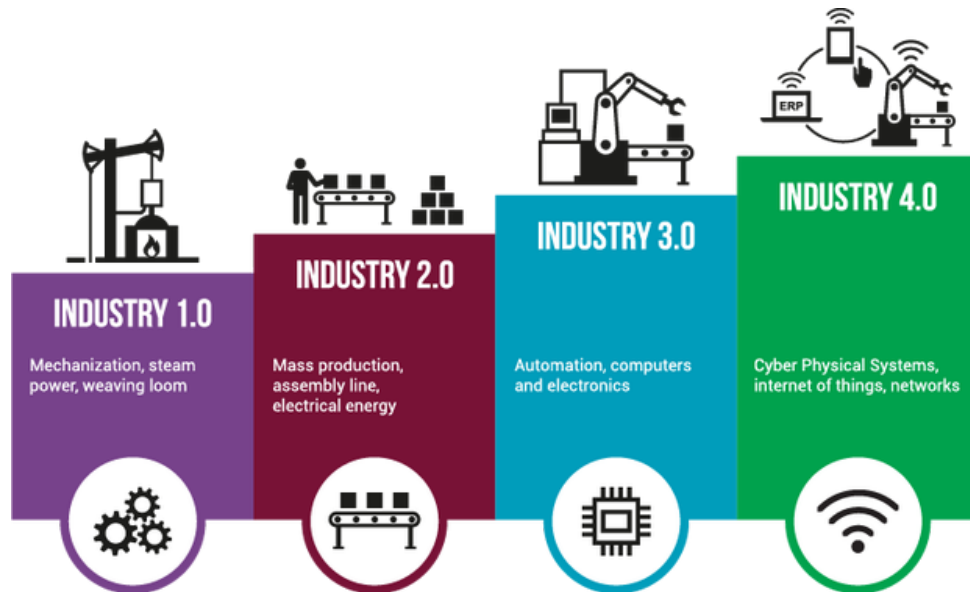 ERP
INDUSTRY 1.0
Mechanization, steam
power, weaving loom
INDUSTRY 2.0
Mass production,
assembly line,
electrical energy
INDUSTRY 3.0
Automation, computers
and electronics
INDUSTRY 4.0
Cyber Physical Systems,
internet of things, networks